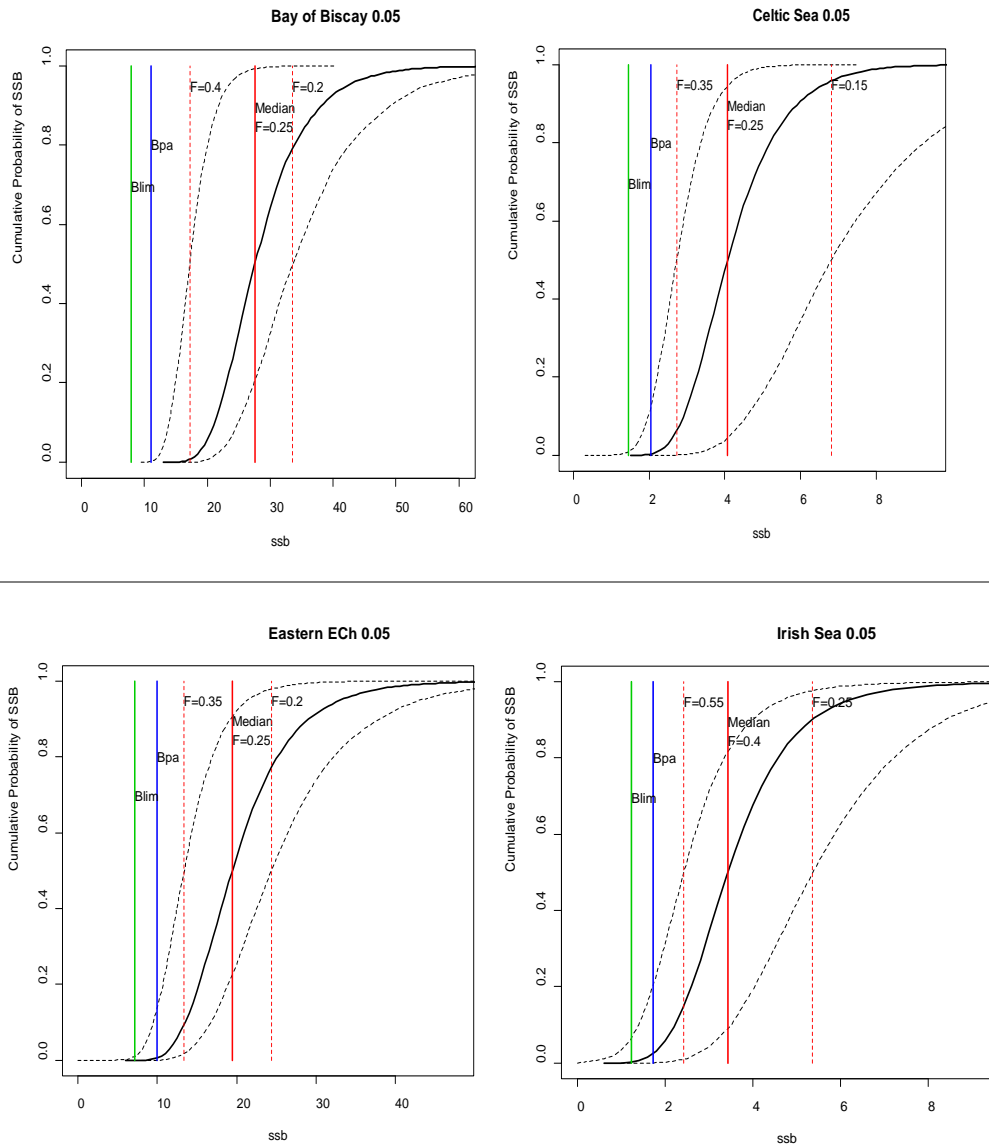 Bay of Biscay 0.05
Cumulative Probability of SSB
1.0
0.8
0.6
0.4
0.2
0.0
F=0.4
F=0.2
Median
F=0.25
Bpa
Blim
0 10 20 30 40 50 60
ssb
Celtic Sea 0.05
Cumulative Probability of SSB
1.0
0.8
0.6
0.4
0.2
0.0
F=0.35
F=0.15
Median
F=0.25
Bpa
Blim
0 2 4 6 8
ssb
Eastern ECh 0.05
Cumulative Probability of SSB
1.0
0.8
0.6
0.4
0.2
0.0
F=0.35
F=0.2
Median
F=0.25
Bpa
Blim
0 10 20 30 40
ssb
Irish Sea 0.05
Cumulative Probability of SSB
1.0
0.8
0.6
0.4
0.2
0.0
F=0.55
F=0.25
Median
F=0.4
Bpa
Blim
0 2 4 6 8
ssb